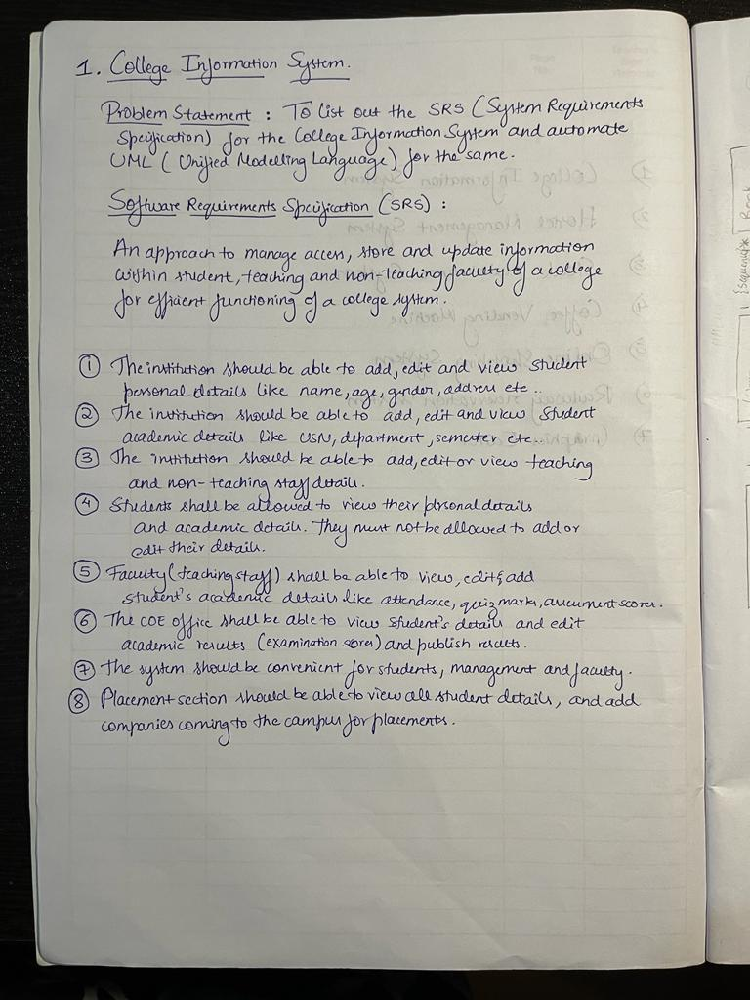 1. College Information System.
Problem Statement : To list out the SRS (System Requirements
Specification) for the College Information System and automate
UML (Unified Modelling Language) for the same.
Software Requirements Specification (SRS) :
An approach to manage access, store and update information
within student, teaching and non-teaching faculty of a college
for efficient functioning of a college system.
① The institution should be able to add, edit and view student
personal details like name, age, gender, address etc..
② The institution should be able to add, edit and view student
academic details like USN, department, semester etc..
③ The institution should be able to add, edit or view teaching
and non-teaching staff details.
④ Students shall be allowed to view their personal details
and academic details. They must not be allowed to add or
edit their details.
⑤ Faculty (teaching staff) shall be able to view, edit & add
student's academic details like attendance, quiz marks, assessment scores.
⑥ The COE office shall be able to view student's details and edit
academic results (examination scores) and publish results.
⑦ The system should be convenient for students, management and faculty.
⑧ Placement section should be able to view all student details, and add
companies coming to the campus for placements.